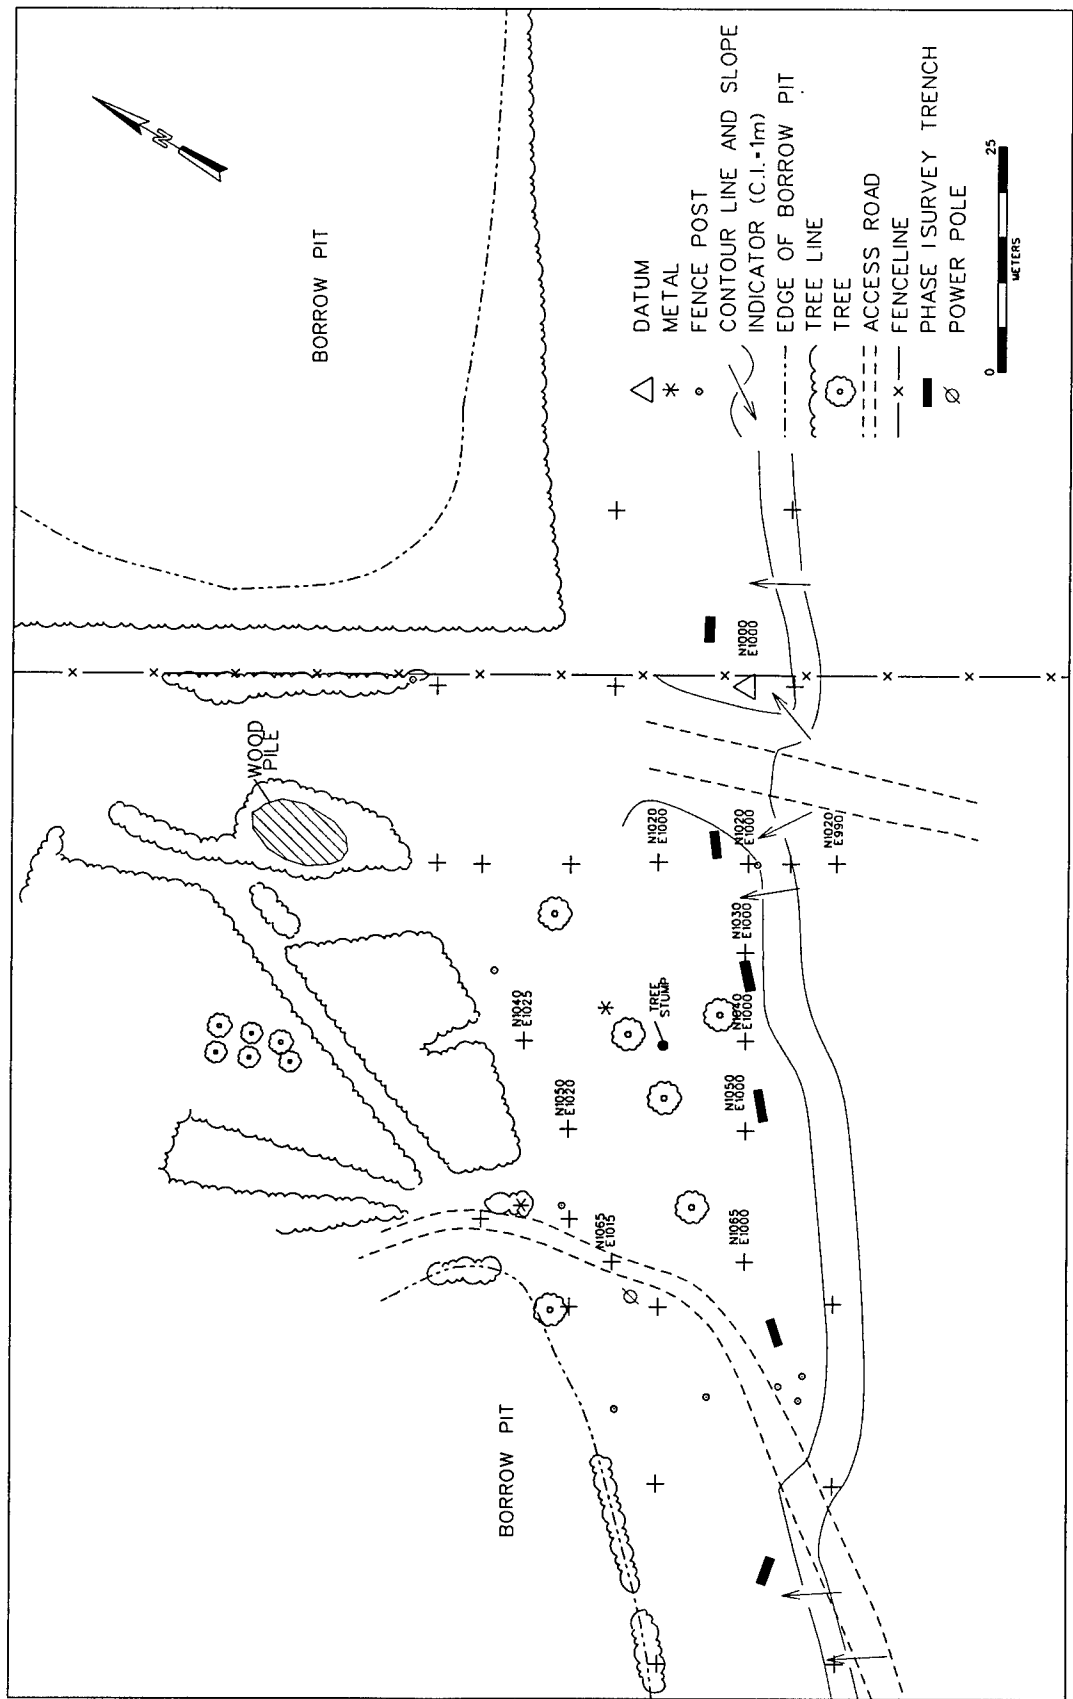 N
BORROW PIT
DATUM
METAL
FENCE POST
CONTOUR LINE AND SLOPE
INDICATOR (C.I.=1m)
EDGE OF BORROW PIT
TREE LINE
TREE
ACCESS ROAD
FENCELINE
PHASE I SURVEY TRENCH
POWER POLE
0
25
METERS
WOOD
PILE
N1000
E1000
N1020
E1000
N1020
E1000
N1020
E990
N1030
E1000
N1040
E1025
TREE
STUMP
N1040
E1000
N1050
E1020
N1050
E1000
N1065
E1015
N1065
E1000
BORROW PIT